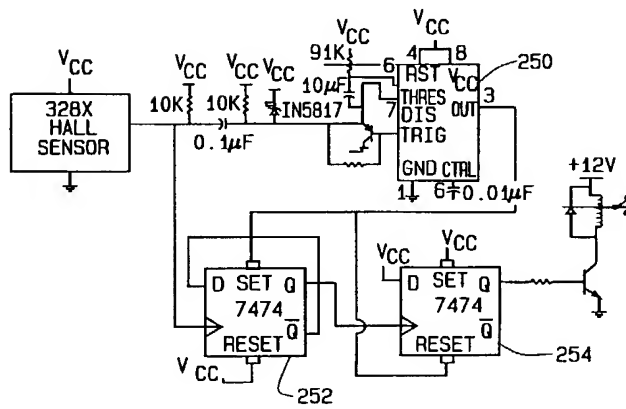 VCC
328X
HALL
SENSOR
VCC
10K
VCC
10K
0.1µF
VCC
IN5817
VCC
91K
10µF
6
7
VCC
4
8
RST
VCC
THRES
DIS
OUT
TRIG
GND
CTRL
3
250
1
6
0.01µF
+12V
D
SET
Q
7474
Q
RESET
VCC
252
VCC
VCC
D
SET
Q
7474
Q
RESET
254